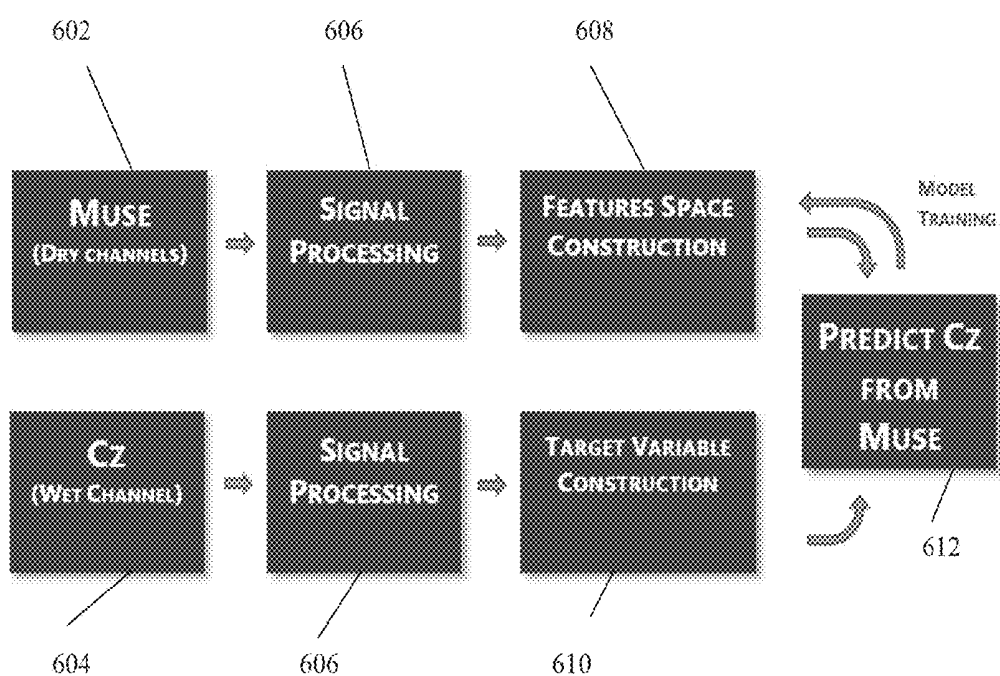 602
606
608
MUSE
(DRY CHANNELS)
SIGNAL
PROCESSING
FEATURES SPACE
CONSTRUCTION
MODEL
TRAINING
PREDICT CZ
FROM
MUSE
CZ
(WET CHANNEL)
SIGNAL
PROCESSING
TARGET VARIABLE
CONSTRUCTION
612
604
606
610